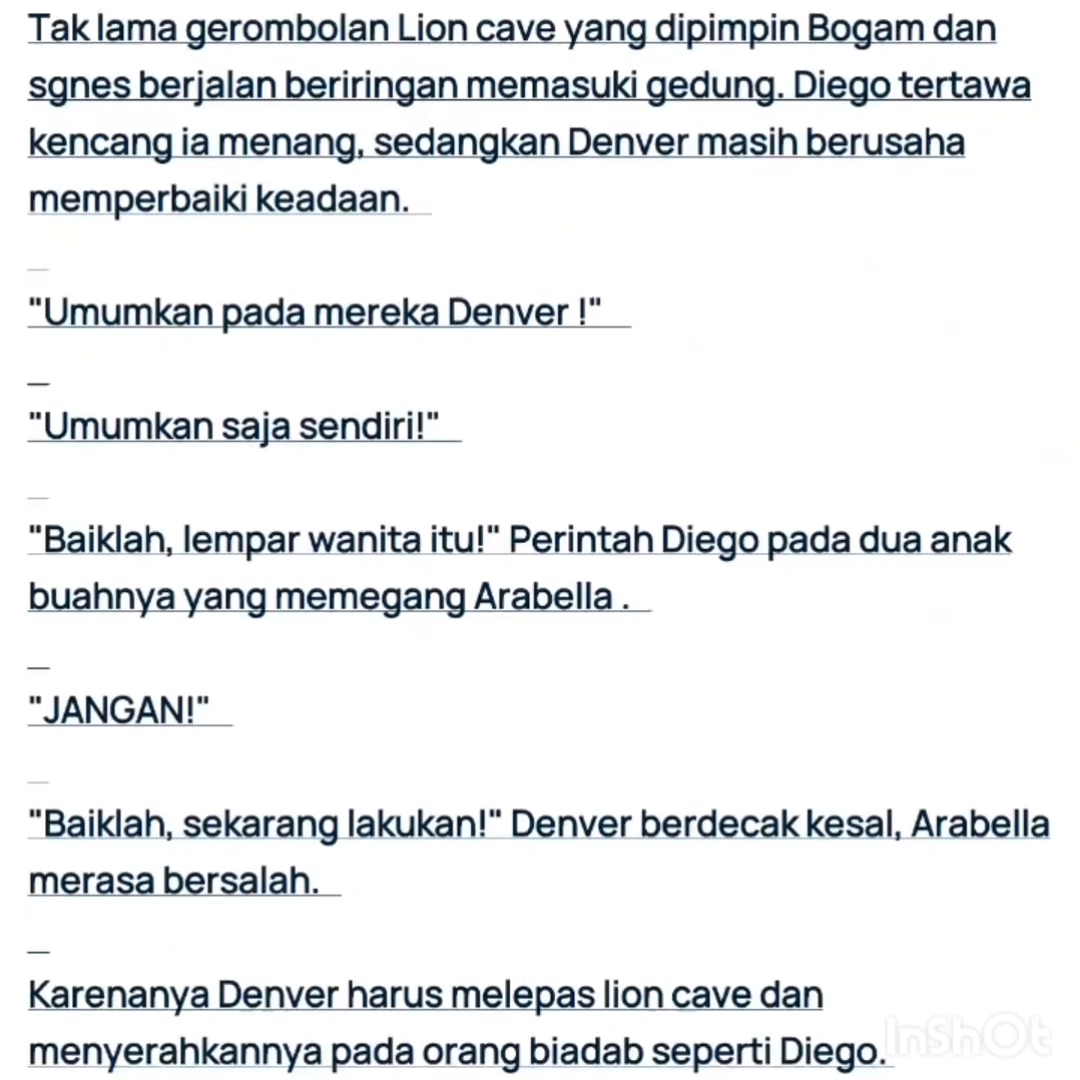 Tak lama gerombolan Lion cave yang dipimpin Bogam dan
sgnes berjalan beriringan memasuki gedung. Diego tertawa
kencang ia menang, sedangkan Denver masih berusaha
memperbaiki keadaan.
"Umumkan pada mereka Denver !"
"Umumkan saja sendiri!"
"Baiklah, lempar wanita itu!" Perintah Diego pada dua anak
buahnya yang memegang Arabella .
"JANGAN!"
"Baiklah, sekarang lakukan!" Denver berdecak kesal, Arabella
merasa bersalah.
Karenanya Denver harus melepas lion cave dan
menyerahkannya pada orang biadab seperti Diego.
InShOt